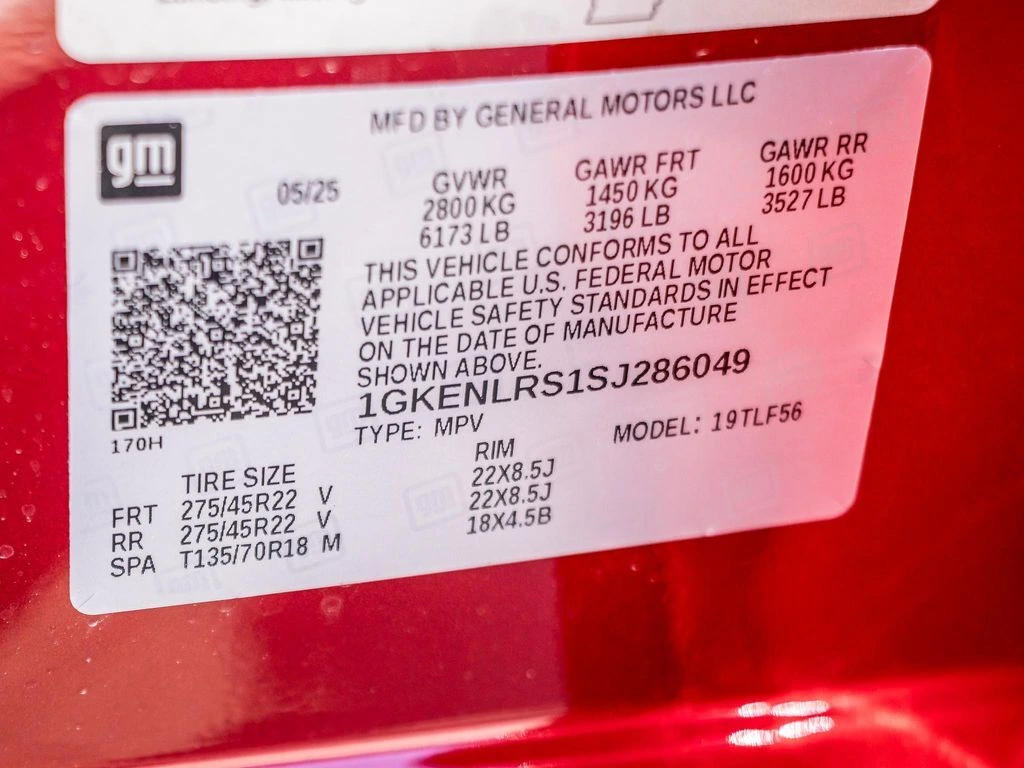 MFD BY GENERAL MOTORS LLC
gm
05/25
GVWR GAWR FRT GAWR RR
2800 KG 1450 KG 1600 KG
6173 LB 3196 LB 3527 LB
THIS VEHICLE CONFORMS TO ALL
APPLICABLE U.S. FEDERAL MOTOR
VEHICLE SAFETY STANDARDS IN EFFECT
ON THE DATE OF MANUFACTURE
SHOWN ABOVE.
1GKENLRS1SJ286049
TYPE: MPV MODEL: 19TLF56
170H
TIRE SIZE RIM
FRT 275/45R22 V 22X8.5J
RR 275/45R22 V 22X8.5J
SPA T135/70R18 M 18X4.5B